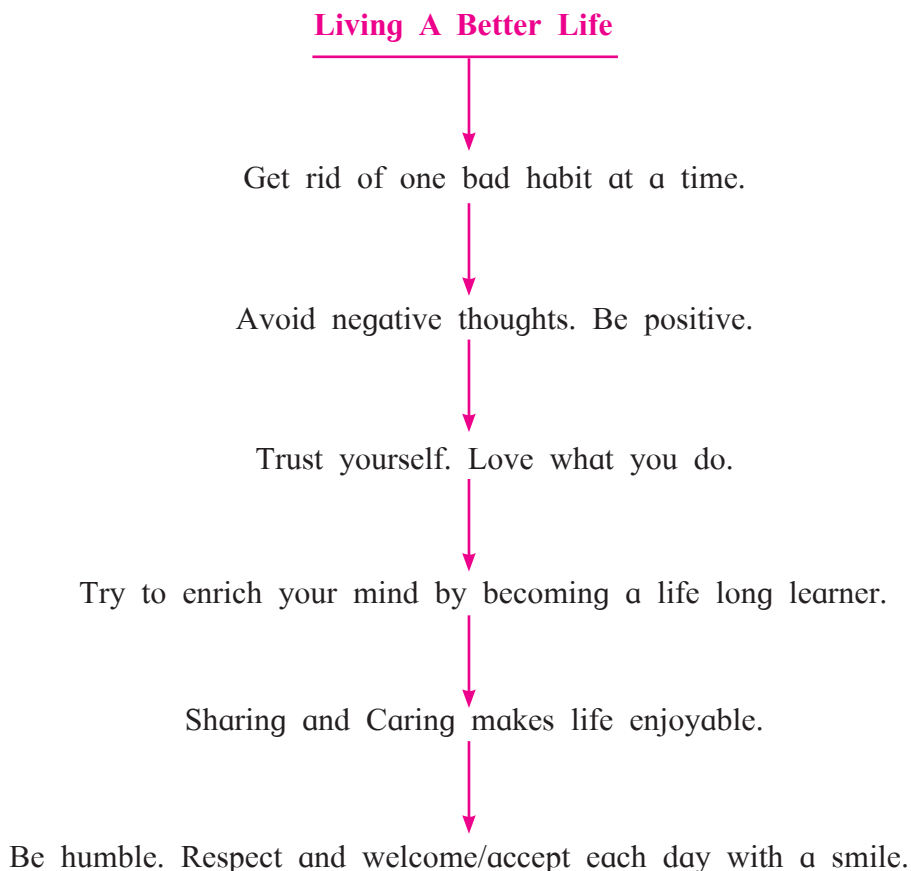 Living A Better Life
Get rid of one bad habit at a time.
Avoid negative thoughts. Be positive.
Trust yourself. Love what you do.
Try to enrich your mind by becoming a life long learner.
Sharing and Caring makes life enjoyable.
Be humble. Respect and welcome/accept each day with a smile.